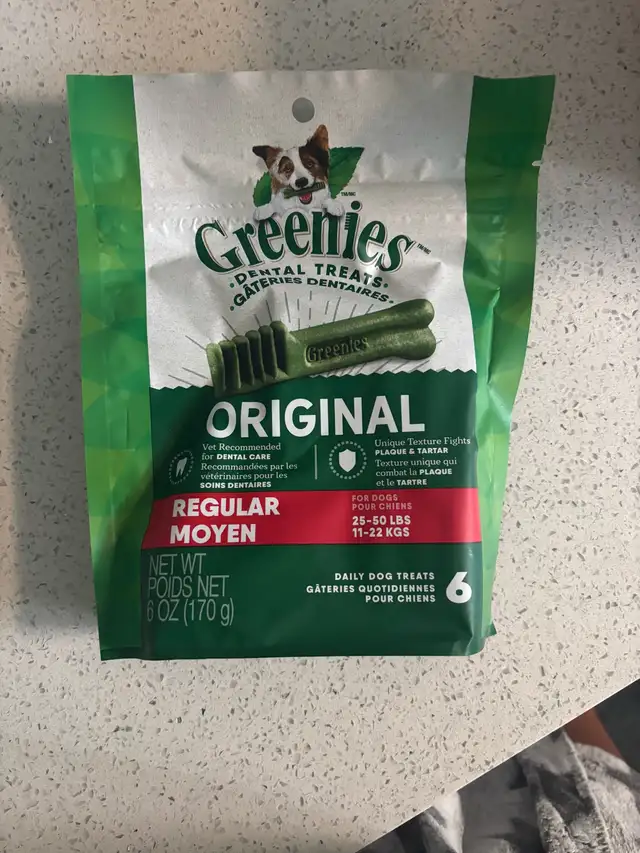 Greenies™/MC
DENTAL TREATS
GÂTERIES DENTAIRES
Greenies
ORIGINAL
Vet Recommended
for DENTAL CARE
Recommandées par les
vétérinaires pour les
SOINS DENTAIRES
Unique Texture Fights
PLAQUE & TARTAR
Texture unique qui
combat la PLAQUE
et le TARTRE
REGULAR
MOYEN
FOR DOGS
POUR CHIENS
25-50 LBS
11-22 KGS
NET WT
POIDS NET
6 OZ (170 g)
DAILY DOG TREATS
GÂTERIES QUOTIDIENNES
POUR CHIENS
6